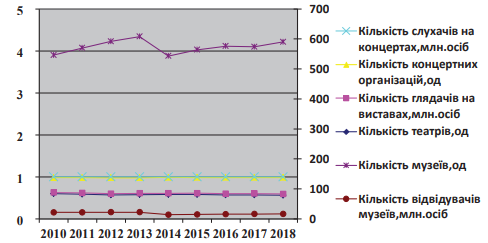 5
4
3
2
1
0
700
600
500
400
300
200
100
0
2010 2011 2012 2013 2014 2015 2016 2017 2018
Кількість слухачів на
концертах,млн.осіб
Кількість концертних
організацій,од
Кількість глядачів на
виставах,млн.осіб
Кількість театрів,од
Кількість музеїв,од
Кількість відвідувачів
музеїв,млн.осіб